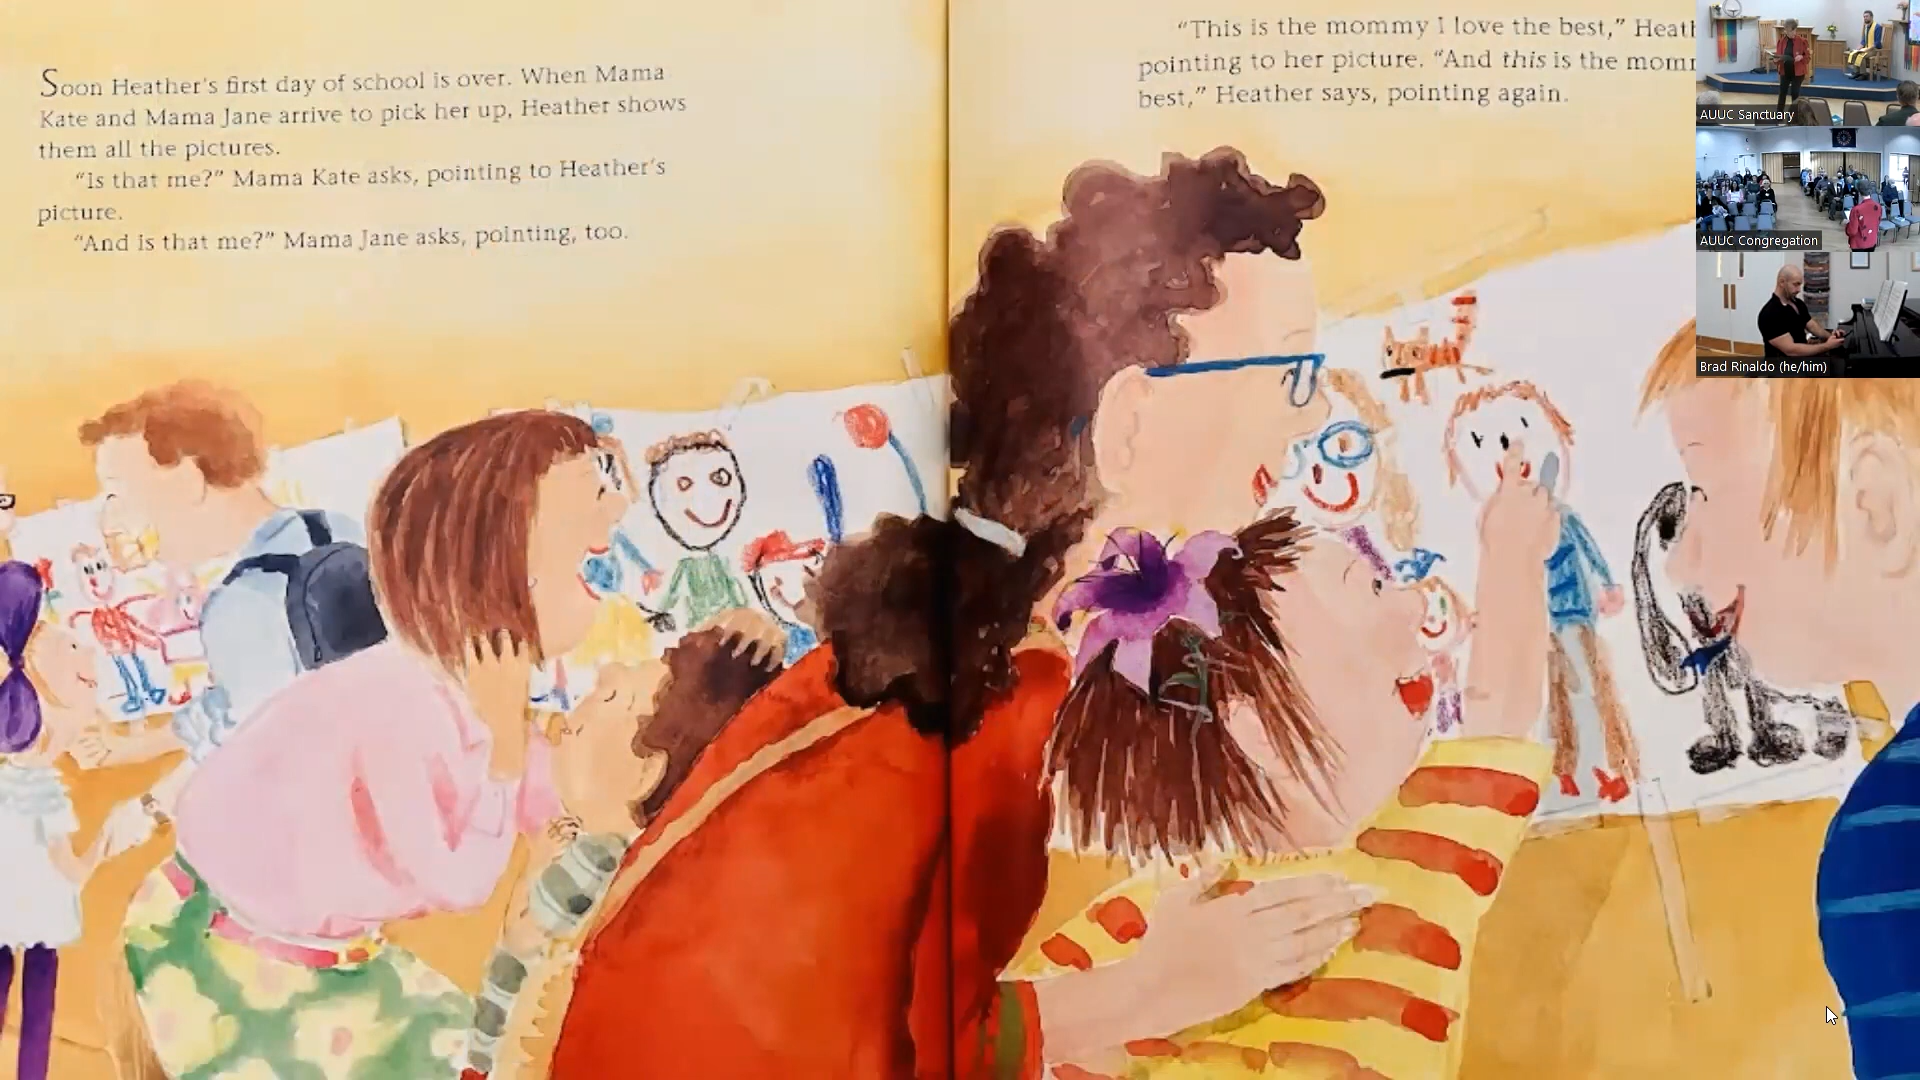 Soon Heather's first day of school is over. When Mama
Kate and Mama Jane arrive to pick her up, Heather shows
them all the pictures.
"Is that me?" Mama Kate asks, pointing to Heather's
picture.
"And is that me?" Mama Jane asks, pointing, too.
"This is the mommy I love the best," Heath
pointing to her picture. "And this is the mom
best," Heather says, pointing again.
AUUC Sanctuary
AUUC Congregation
Brad Rinaldo (he/him)